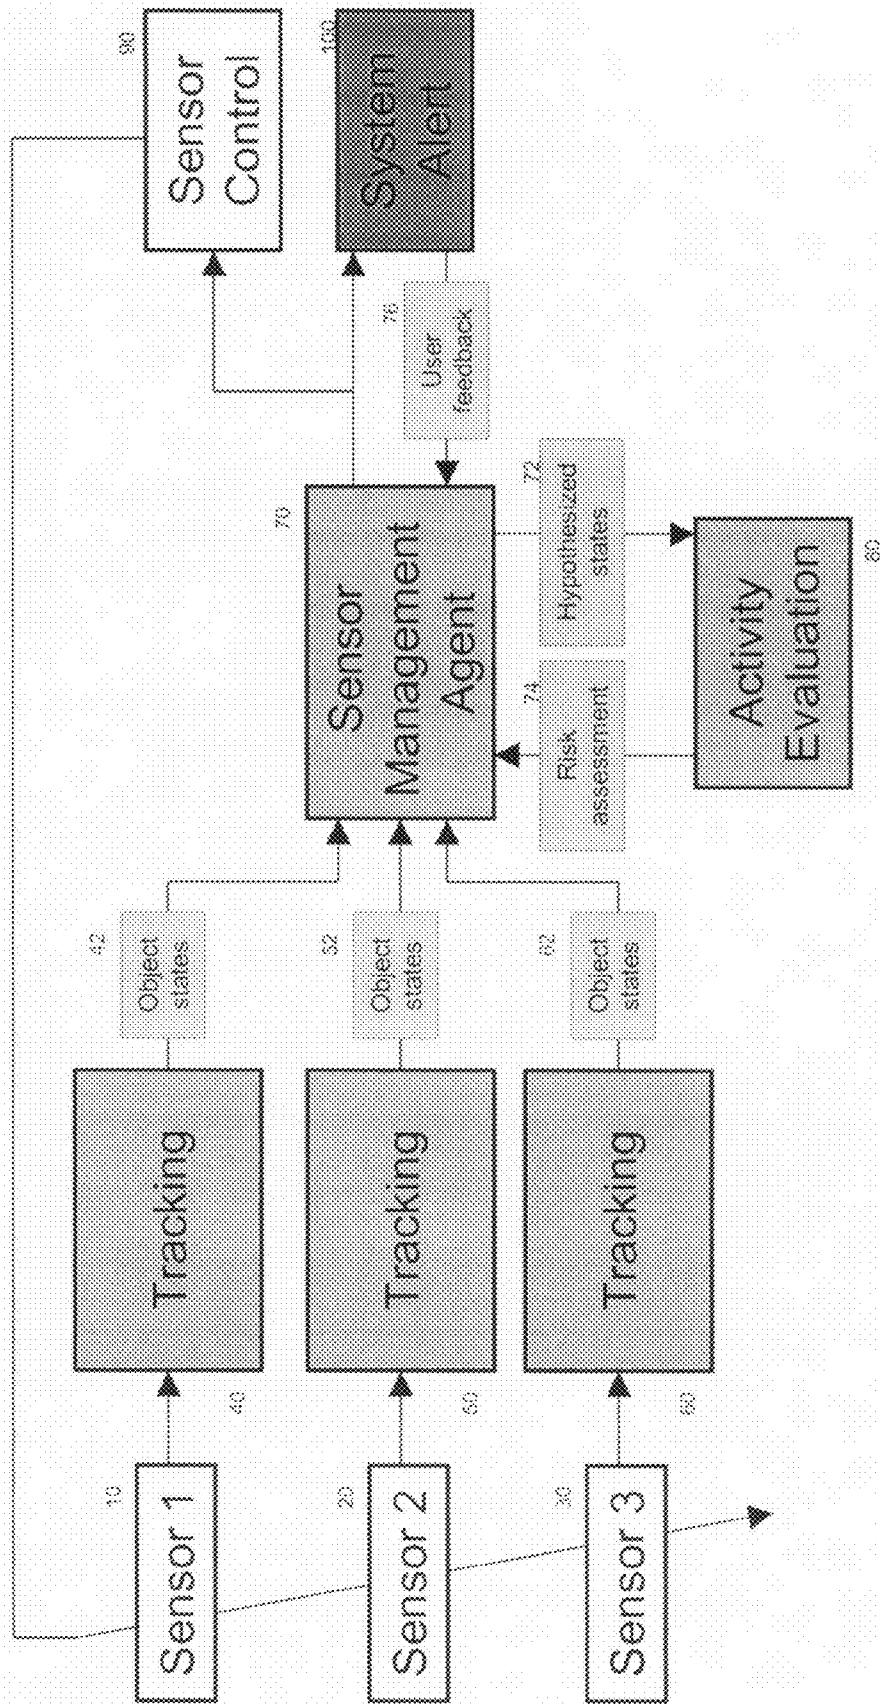 10
Sensor 1
20
Sensor 2
30
Sensor 3
Tracking
40
Tracking
50
Tracking
60
42
Object
states
52
Object
states
62
Object
states
70
Sensor
Management
Agent
74
Risk
assessment
72
Hypothesized
states
Activity
Evaluation
80
76
User
feedback
90
Sensor
Control
100
System
Alert